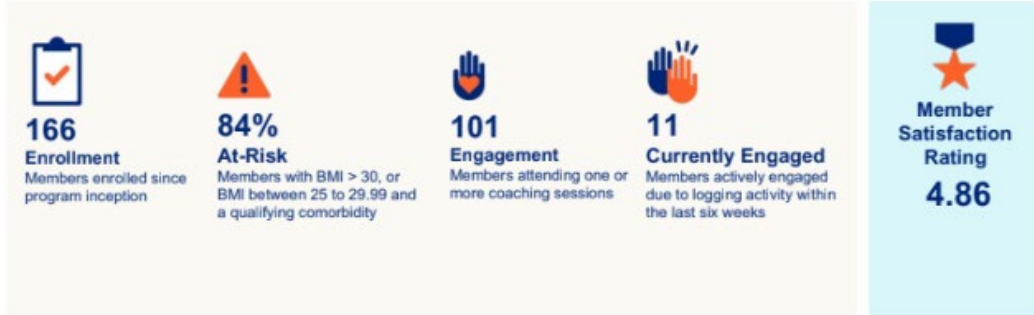 166
Enrollment
Members enrolled since
program inception
84%
At-Risk
Members with BMI > 30, or
BMI between 25 to 29.99 and
a qualifying comorbidity
101
Engagement
Members attending one or
more coaching sessions
11
Currently Engaged
Members actively engaged
due to logging activity within
the last six weeks
Member
Satisfaction
Rating
4.86